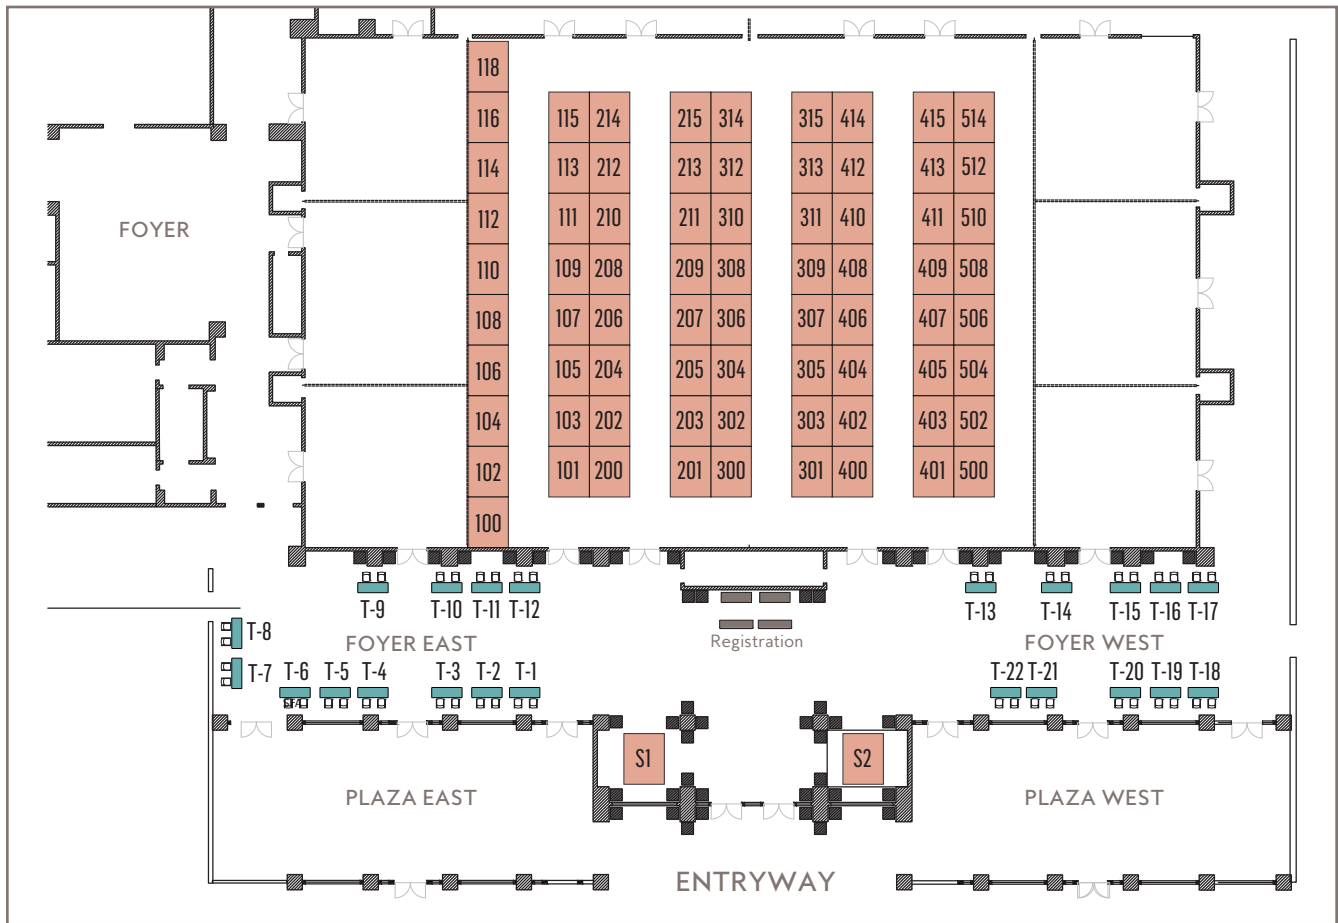 118
116 115 214 215 314 315 414 415 514
114 113 212 213 312 313 412 413 512
112 111 210 211 310 311 410 411 510
FOYER
110 109 208 209 308 309 408 409 508
108 107 206 207 306 307 406 407 506
106 105 204 205 304 305 404 405 504
104 103 202 203 302 303 402 403 502
102 101 200 201 300 301 400 401 500
100
T-9 T-10 T-11 T-12 T-13 T-14 T-15 T-16 T-17
T-8
FOYER EAST Registration FOYER WEST
T-7 T-6 T-5 T-4 T-3 T-2 T-1 T-22 T-21 T-20 T-19 T-18
S1 S2
PLAZA EAST PLAZA WEST
ENTRYWAY